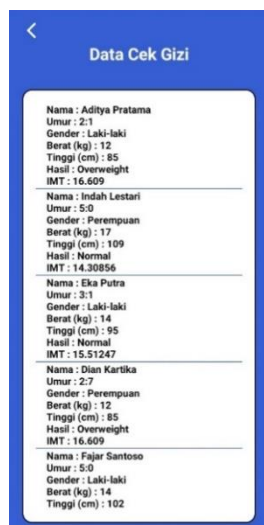 Data Cek Gizi
Nama : Aditya Pratama
Umur : 2:1
Gender : Laki-laki
Berat (kg) : 12
Tinggi (cm) : 85
Hasil : Overweight
IMT : 16.609
Nama : Indah Lestari
Umur : 5:0
Gender : Perempuan
Berat (kg) : 17
Tinggi (cm) : 109
Hasil : Normal
IMT : 14.30856
Nama : Eka Putra
Umur : 3:1
Gender : Laki-laki
Berat (kg) : 14
Tinggi (cm) : 95
Hasil : Normal
IMT : 15.51247
Nama : Dian Kartika
Umur : 2:7
Gender : Perempuan
Berat (kg) : 12
Tinggi (cm) : 85
Hasil : Overweight
IMT : 16.609
Nama : Fajar Santoso
Umur : 5:0
Gender : Laki-laki
Berat (kg) : 14
Tinggi (cm) : 102